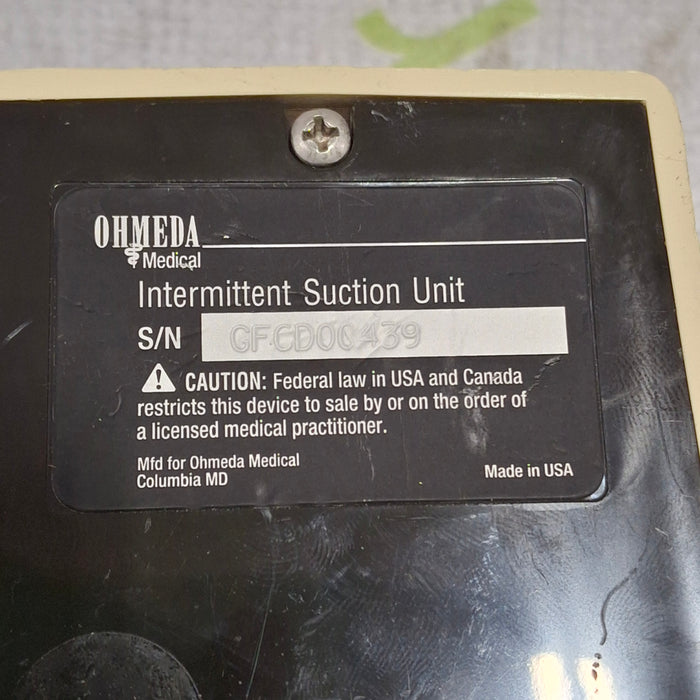 OHMEDA
Medical
Intermittent Suction Unit
S/N
CAUTION: Federal law in USA and Canada
restricts this device to sale by or on the order of
a licensed medical practitioner.
Mfd for Ohmeda Medical
Columbia MD
Made in USA